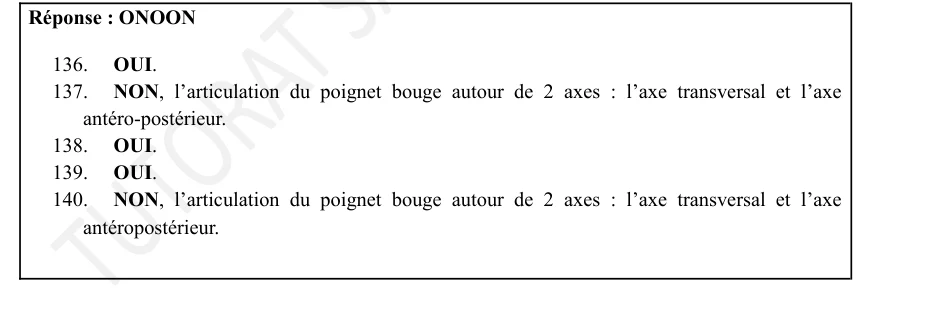 Réponse : ONOON
136. OUI.
137. NON, l’articulation du poignet bouge autour de 2 axes : l’axe transversal et l’axe
antéro-postérieur.
138. OUI.
139. OUI.
140. NON, l’articulation du poignet bouge autour de 2 axes : l’axe transversal et l’axe
antéropostérieur.
TUTORAT